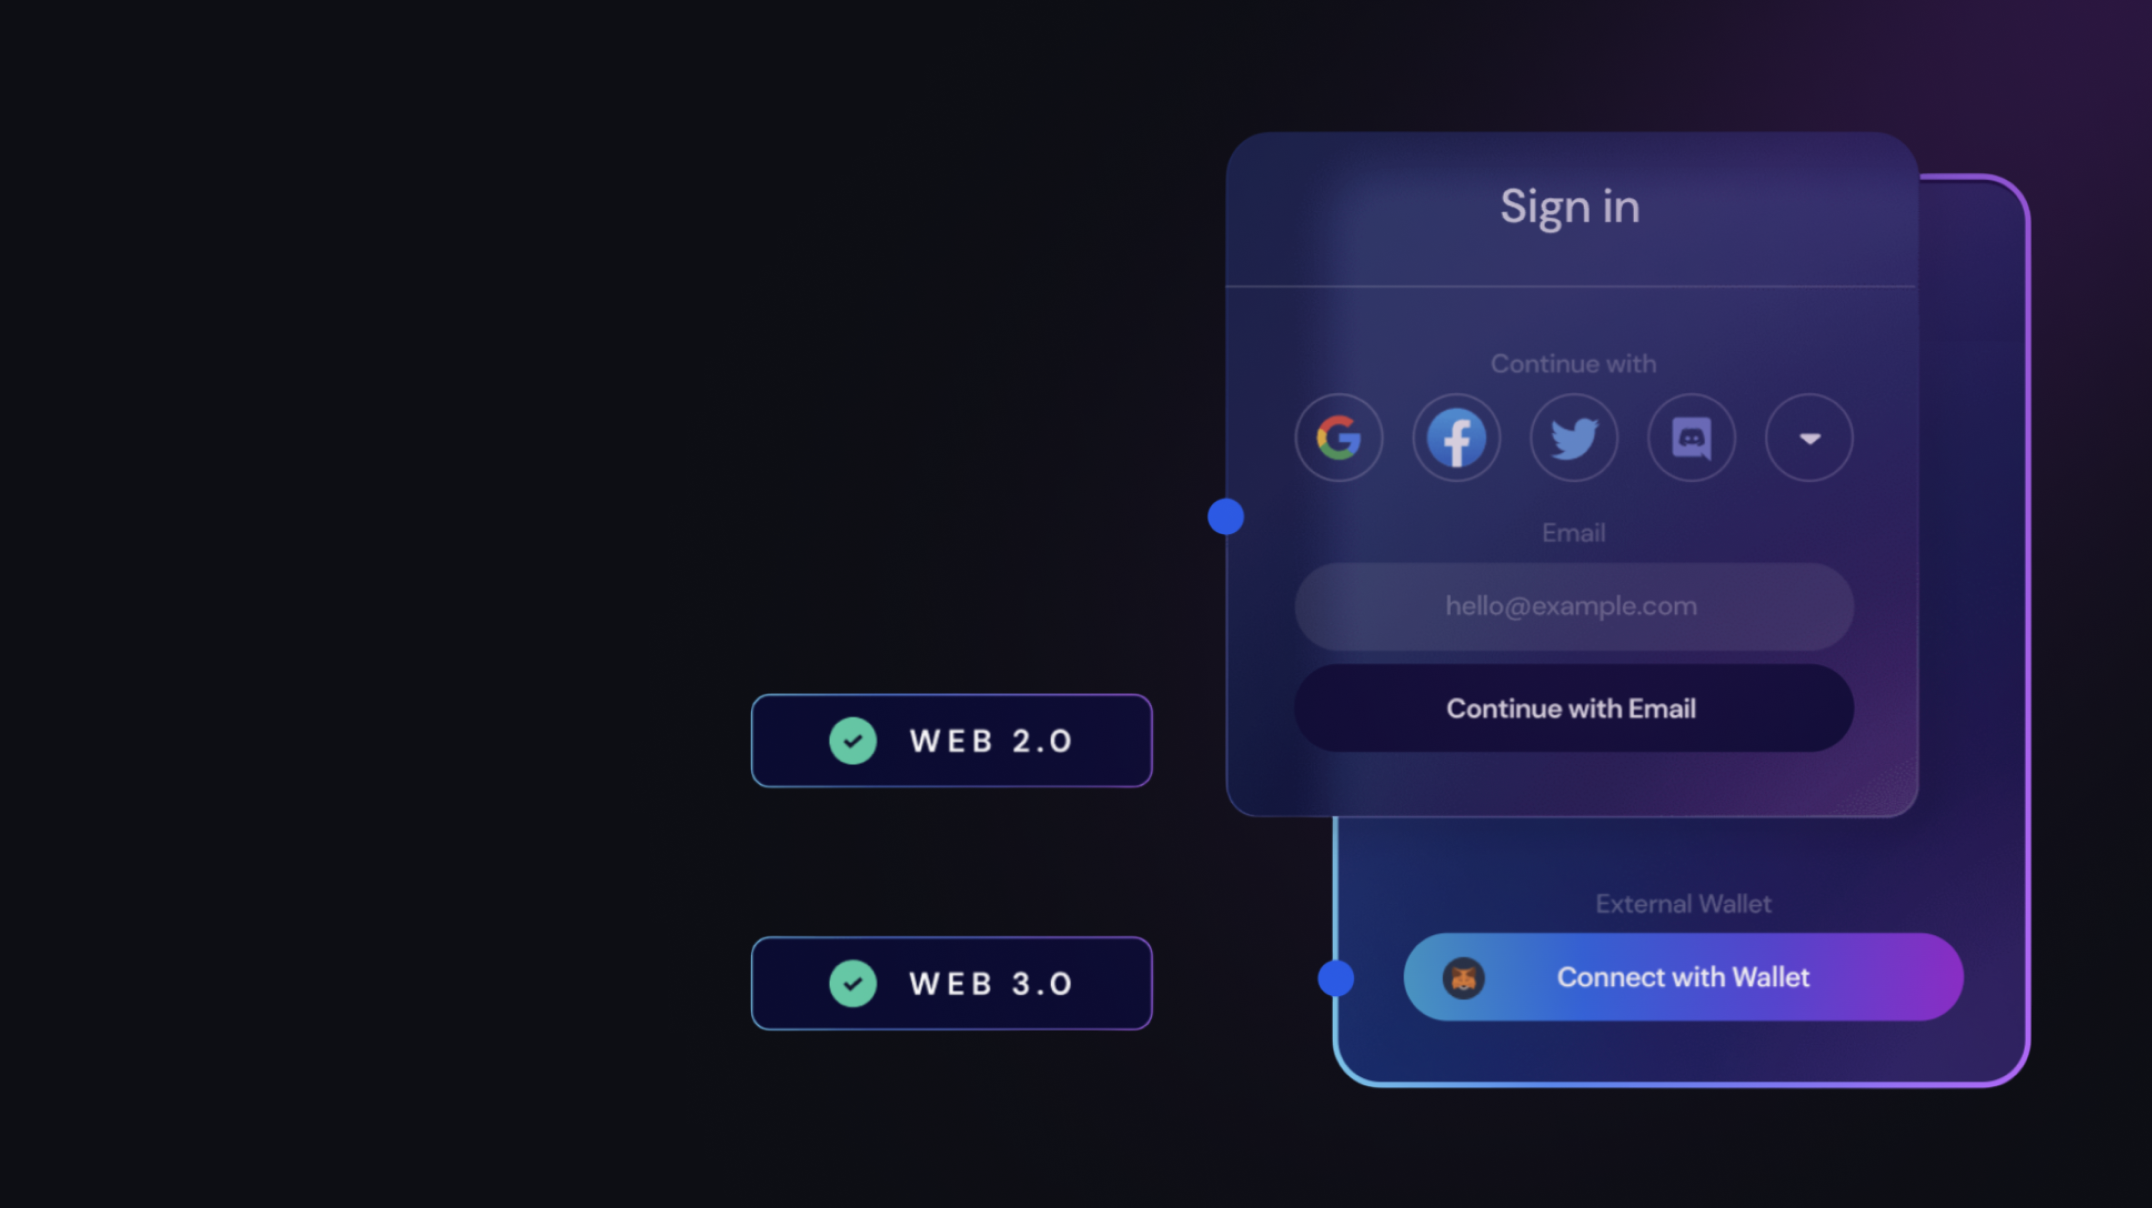 Sign in
Continue with
Email
hello@example.com
Continue with Email
WEB 2.0
External Wallet
Connect with Wallet
WEB 3.0